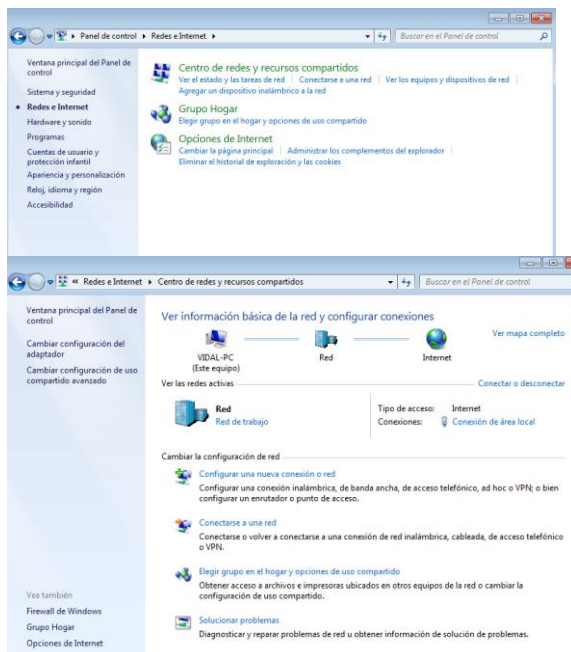 Panel de control ▸ Redes e Internet ▸
Buscar en el Panel de control
Ventana principal del Panel de
control
Sistema y seguridad
Redes e Internet
Hardware y sonido
Programas
Cuentas de usuario y
protección infantil
Apariencia y personalización
Reloj, idioma y región
Accesibilidad
Centro de redes y recursos compartidos
Ver el estado y las tareas de red | Conectarse a una red | Ver los equipos y dispositivos de red
Agregar un dispositivo inalámbrico a la red
Grupo Hogar
Elegir grupo en el hogar y opciones de uso compartido
Opciones de Internet
Cambiar la página principal | Administrar los complementos del explorador
Eliminar el historial de exploración y las cookies
« Redes e Internet ▸ Centro de redes y recursos compartidos
Buscar en el Panel de control
Ventana principal del Panel de
control
Cambiar configuración del
adaptador
Cambiar configuración de uso
compartido avanzado
Vea también
Firewall de Windows
Grupo Hogar
Opciones de Internet
Ver información básica de la red y configurar conexiones
Ver mapa completo
VIDAL-PC
(Este equipo)
Red
Internet
Ver las redes activas
Conectar o desconectar
Red
Red de trabajo
Tipo de acceso: Internet
Conexiones: Conexión de área local
Cambiar la configuración de red
Configurar una nueva conexión o red
Configurar una conexión inalámbrica, de banda ancha, de acceso telefónico, ad hoc o VPN; o bien
configurar un enrutador o punto de acceso.
Conectarse a una red
Conectarse o volver a conectarse a una conexión de red inalámbrica, cableada, de acceso telefónico
o VPN.
Elegir grupo en el hogar y opciones de uso compartido
Obtener acceso a archivos e impresoras ubicados en otros equipos de la red o cambiar la
configuración de uso compartido.
Solucionar problemas
Diagnosticar y reparar problemas de red u obtener información de solución de problemas.